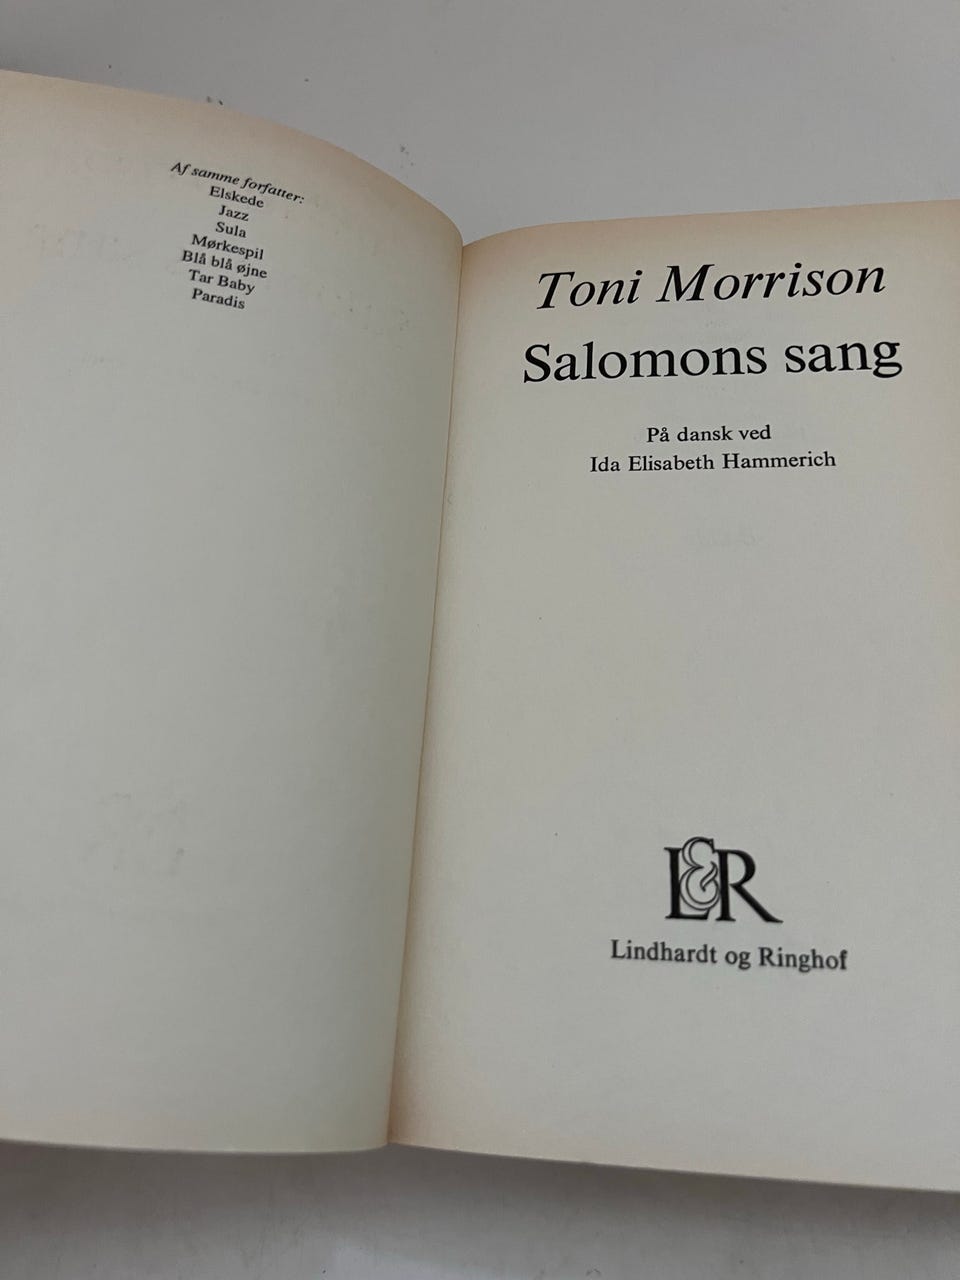 Af samme forfatter:
Elskede
Jazz
Sula
Mørkespil
Blå blå øjne
Tar Baby
Paradis
Toni Morrison
Salomons sang
På dansk ved
Ida Elisabeth Hammerich
L&R
Lindhardt og Ringhof